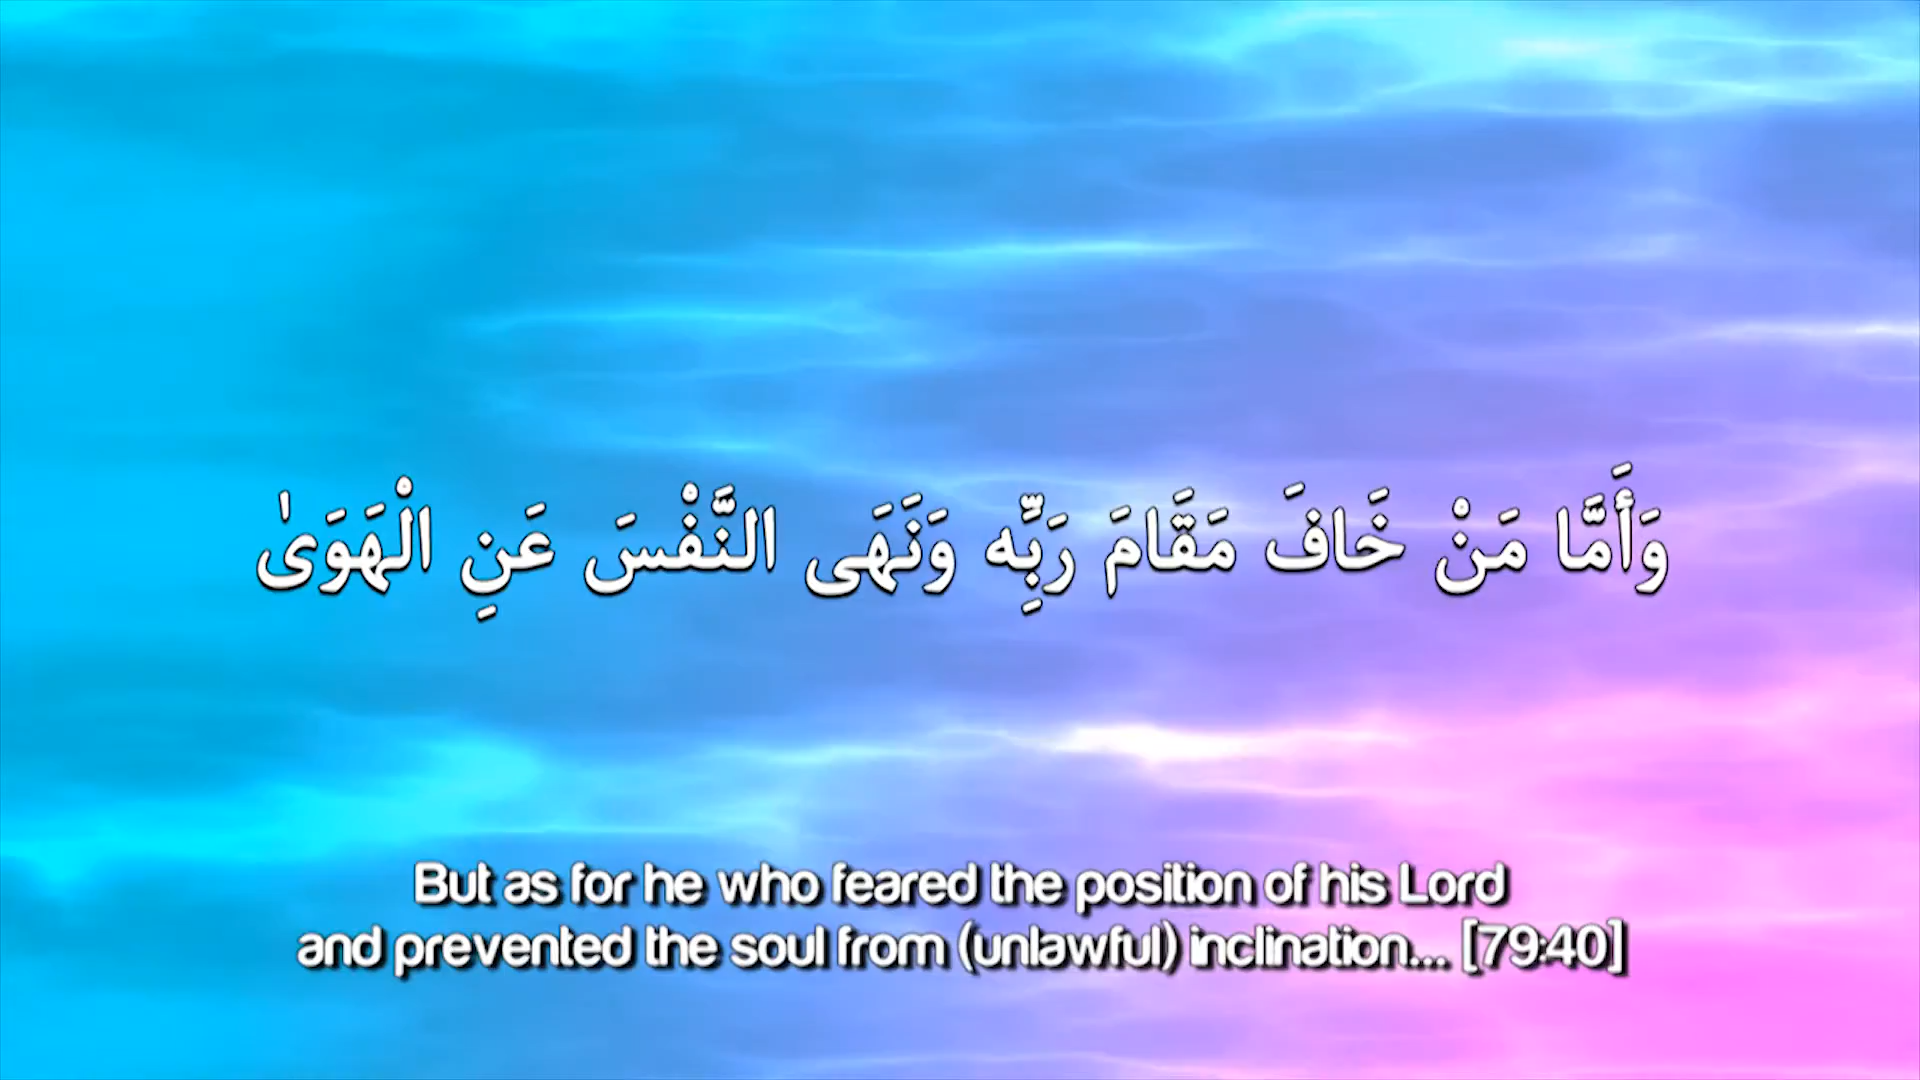 وَأَمَّا مَنْ خَافَ مَقَامَ رَبِّه وَنَهَى النَّفْسَ عَنِ الْهَوَىٰ
But as for he who feared the position of his Lord
and prevented the soul from (unlawful) inclination... [79:40]